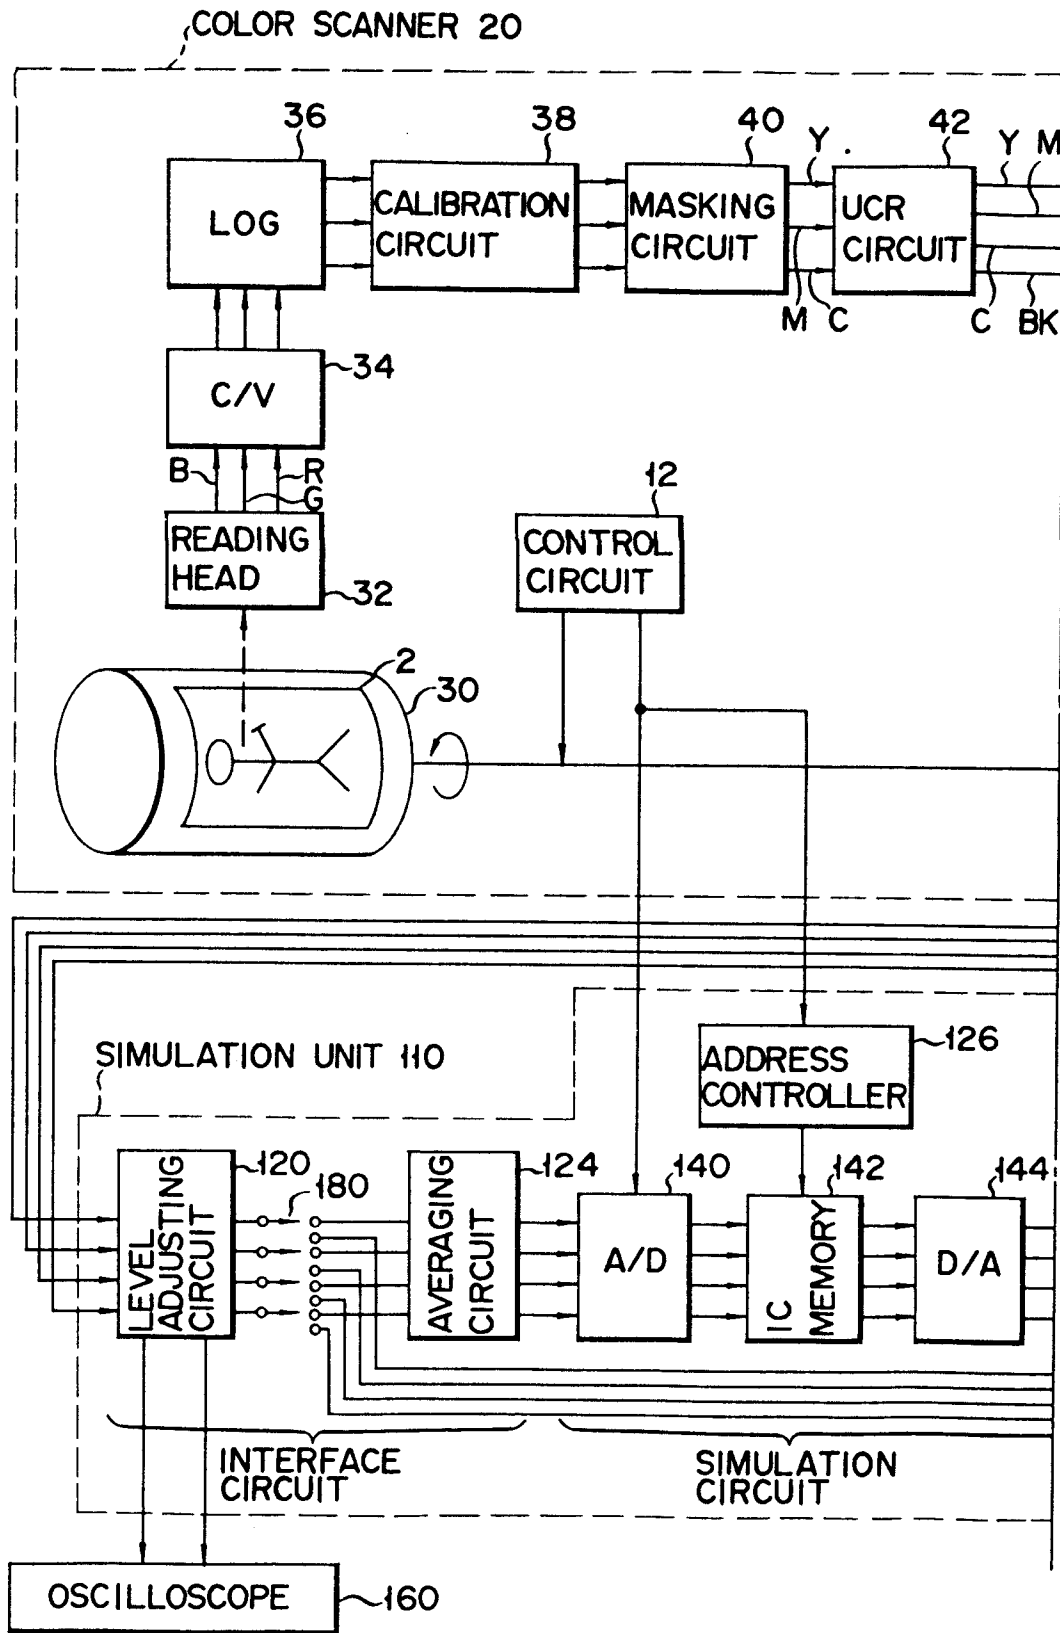 COLOR SCANNER 20
36
38
40
42
Y
Y
M
LOG
CALIBRATION
CIRCUIT
MASKING
CIRCUIT
UCR
CIRCUIT
M
C
C
BK
34
C/V
B
R
G
12
READING
HEAD
32
CONTROL
CIRCUIT
2
30
SIMULATION UNIT 110
126
ADDRESS
CONTROLLER
120
180
124
140
142
144
LEVEL
ADJUSTING
CIRCUIT
AVERAGING
CIRCUIT
A/D
IC
MEMORY
D/A
INTERFACE
CIRCUIT
SIMULATION
CIRCUIT
OSCILLOSCOPE
160